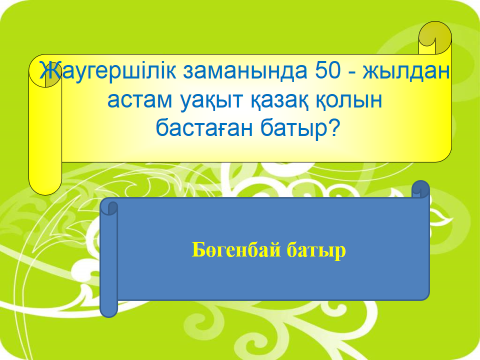 Жаугершілік заманында 50 - жылдан
астам уақыт қазақ қолын
бастаған батыр?
Бөгенбай батыр